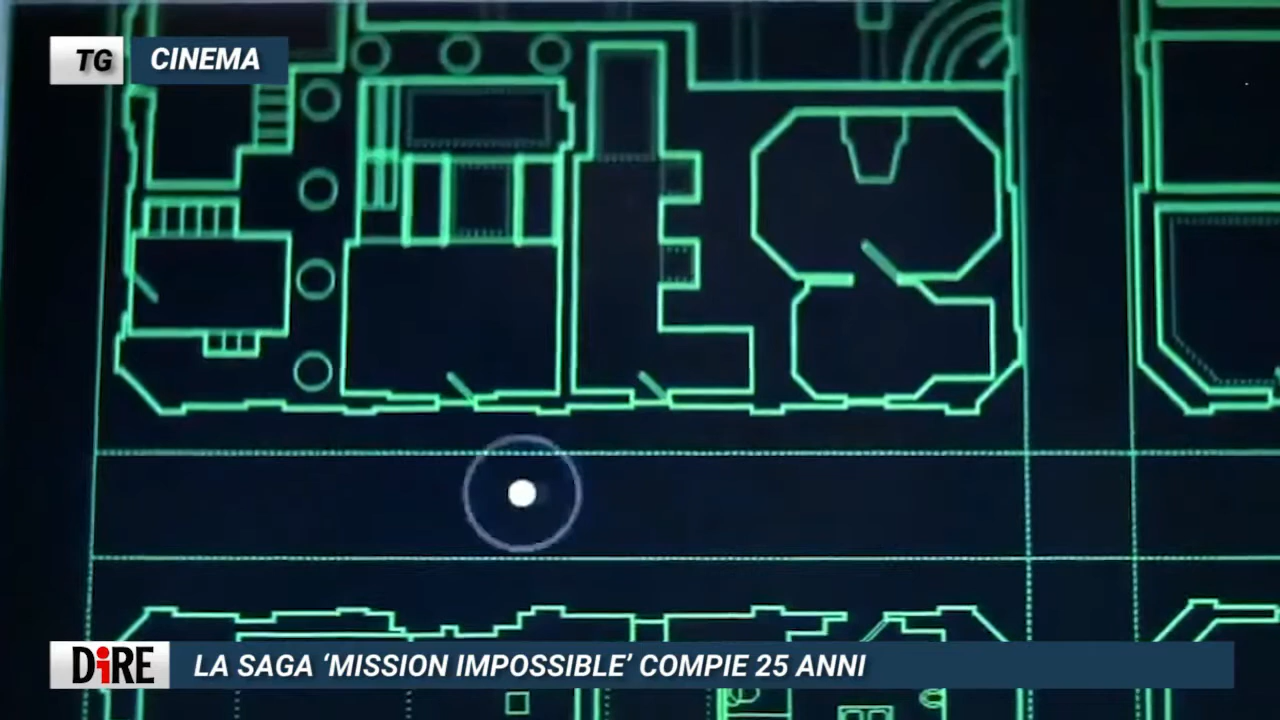 TG CINEMA
DiRE LA SAGA ‘MISSION IMPOSSIBLE’ COMPIE 25 ANNI